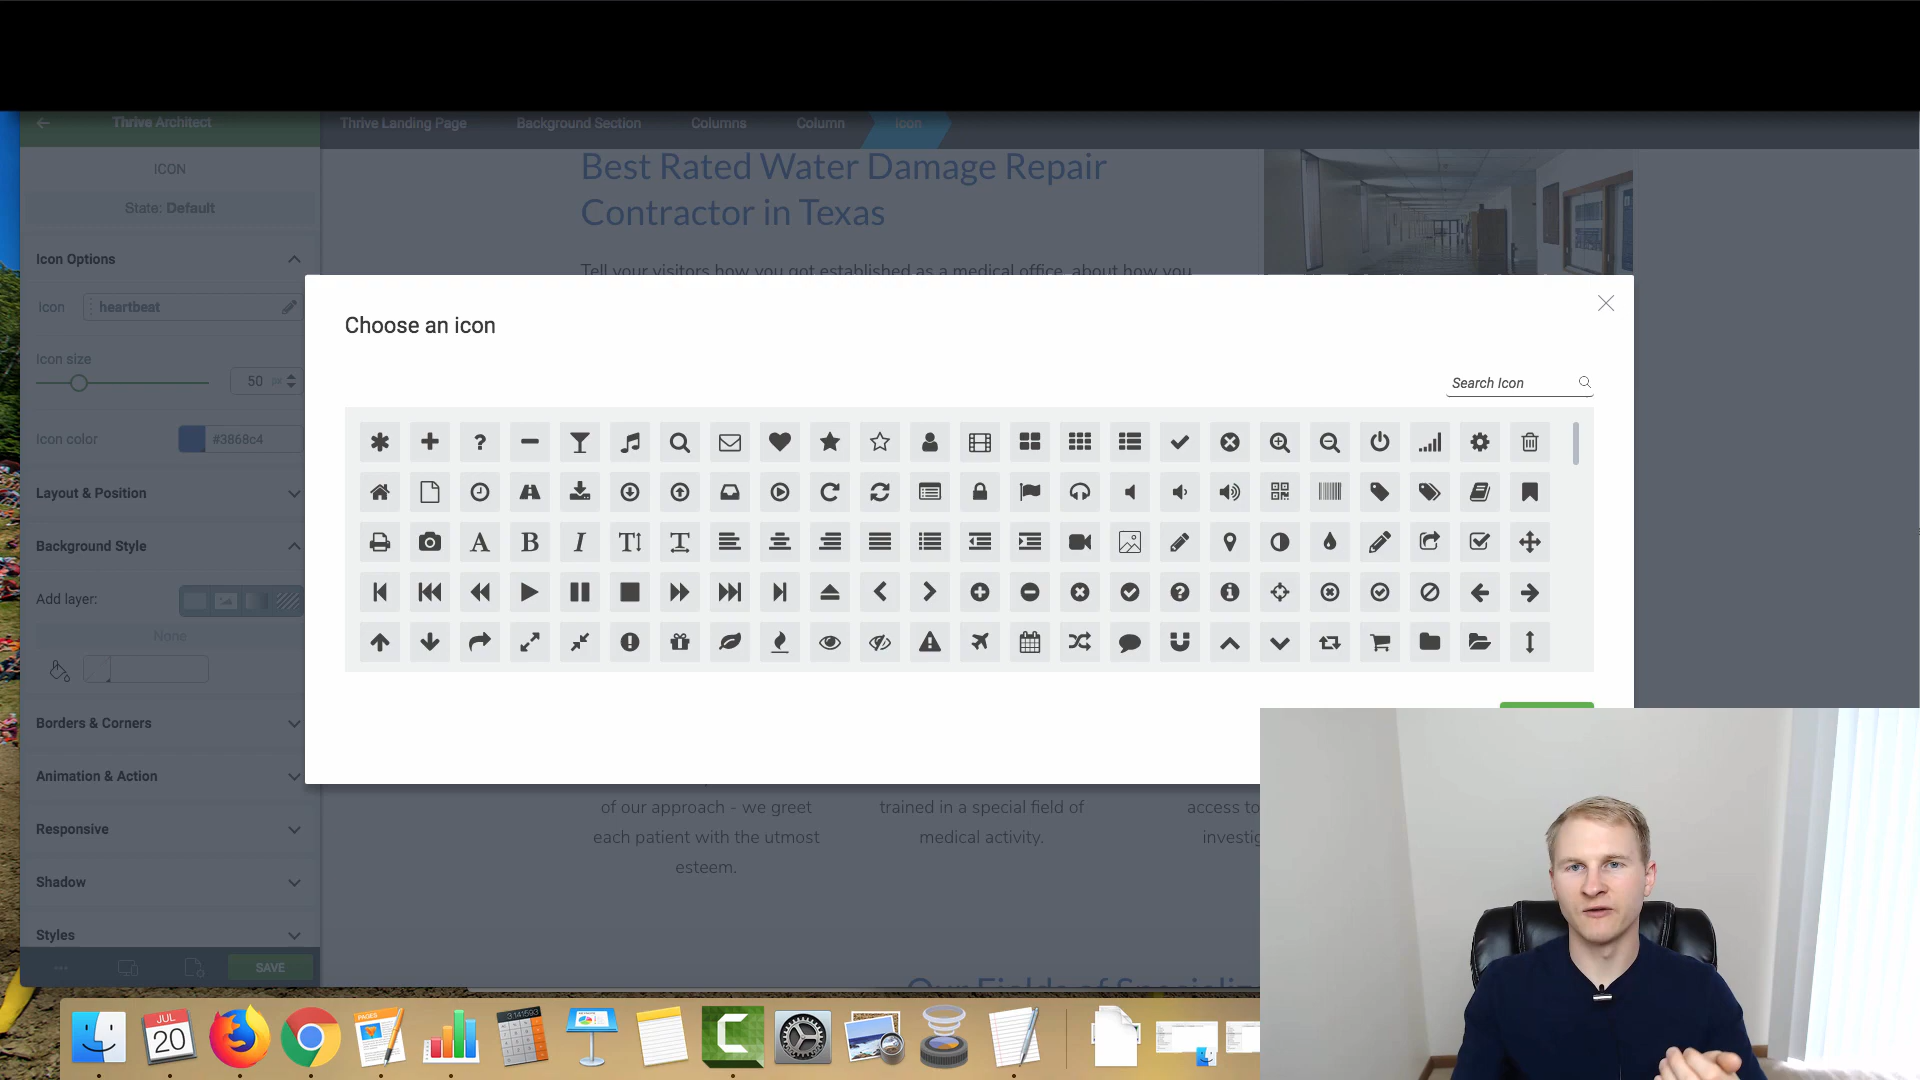 Thrive Architect
Thrive Landing Page
Background Section
Columns
Column
Icon
ICON
State: Default
Icon Options
Icon
heartbeat
Icon size
50
PX
Icon color
#3868c4
Layout & Position
Background Style
Add layer:
None
Borders & Corners
Animation & Action
Responsive
Shadow
Styles
SAVE
Best Rated Water Damage Repair
Contractor in Texas
Tell your visitors how you got established as a medical office, about how you
Choose an icon
Search Icon
of our approach - we greet
each patient with the utmost
esteem.
trained in a special field of
medical activity.
access to
JUL
20
PAGES
3.141593